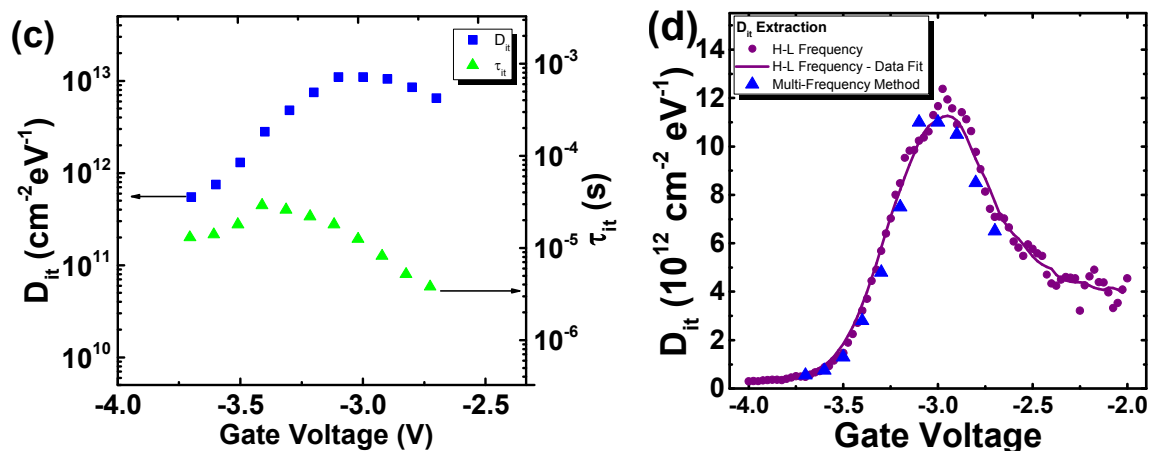 (c)
D_it
τ_it
10^13
10^12
10^11
10^10
D_it (cm^-2 eV^-1)
10^-3
10^-4
10^-5
10^-6
τ_it (s)
-4.0 -3.5 -3.0 -2.5
Gate Voltage (V)
(d)
D_it Extraction
H-L Frequency
H-L Frequency - Data Fit
Multi-Frequency Method
14
12
10
8
6
4
2
0
D_it (10^12 cm^-2 eV^-1)
-4.0 -3.5 -3.0 -2.5 -2.0
Gate Voltage